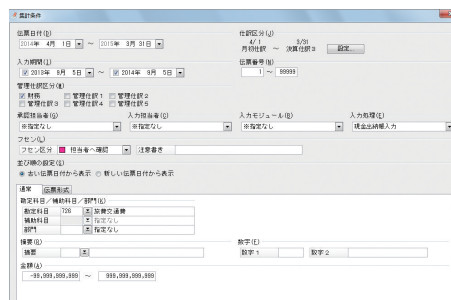 集計条件
伝票日付(D)
2014年 4月 1日 ～ 2015年 3月31日
仕訳区分(J)
4/ 1 3/31
月初仕訳 ～ 決算仕訳3 設定...
入力期間(I)
2013年 9月 5日 ～ 2014年 9月 5日
伝票番号(N)
1 ～ 99999
管理仕訳区分(M)
財務 管理仕訳1 管理仕訳2
管理仕訳3 管理仕訳4 管理仕訳5
承認担当者(G) 入力担当者(C) 入力モジュール(B) 入力処理(E)
※指定なし ※指定なし ※指定なし 現金出納帳入力
フセン(L)
フセン区分 担当者へ確認 注意書き
並び順の設定(S)
古い伝票日付から表示 新しい伝票日付から表示
通常 伝票形式
勘定科目／補助科目／部門(K)
勘定科目 726 旅費交通費
補助科目 指定なし
部門 指定なし
摘要(R) 数字(F)
摘要 数字1 数字2
金額(A)
-99,999,999,999 ～ 999,999,999,999